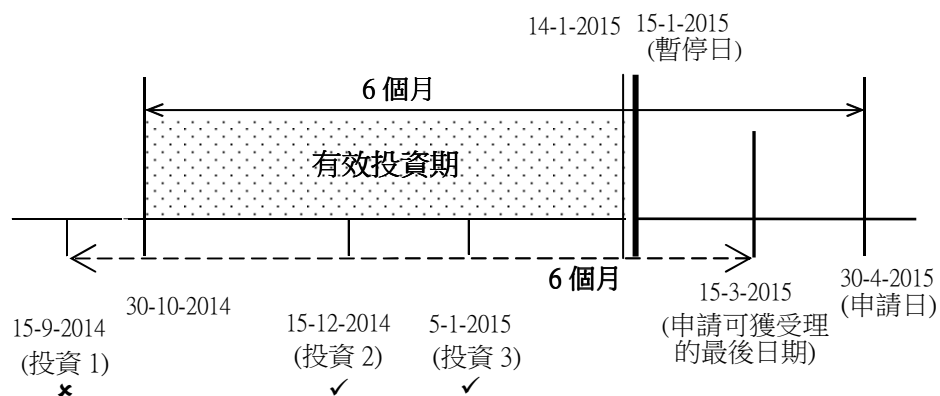 14-1-2015
15-1-2015
(暫停日)
6 個月
有效投資期
6 個月
30-10-2014
15-9-2014
(投資 1)
✘
15-12-2014
(投資 2)
✓
5-1-2015
(投資 3)
✓
15-3-2015
(申請可獲受理
的最後日期)
30-4-2015
(申請日)